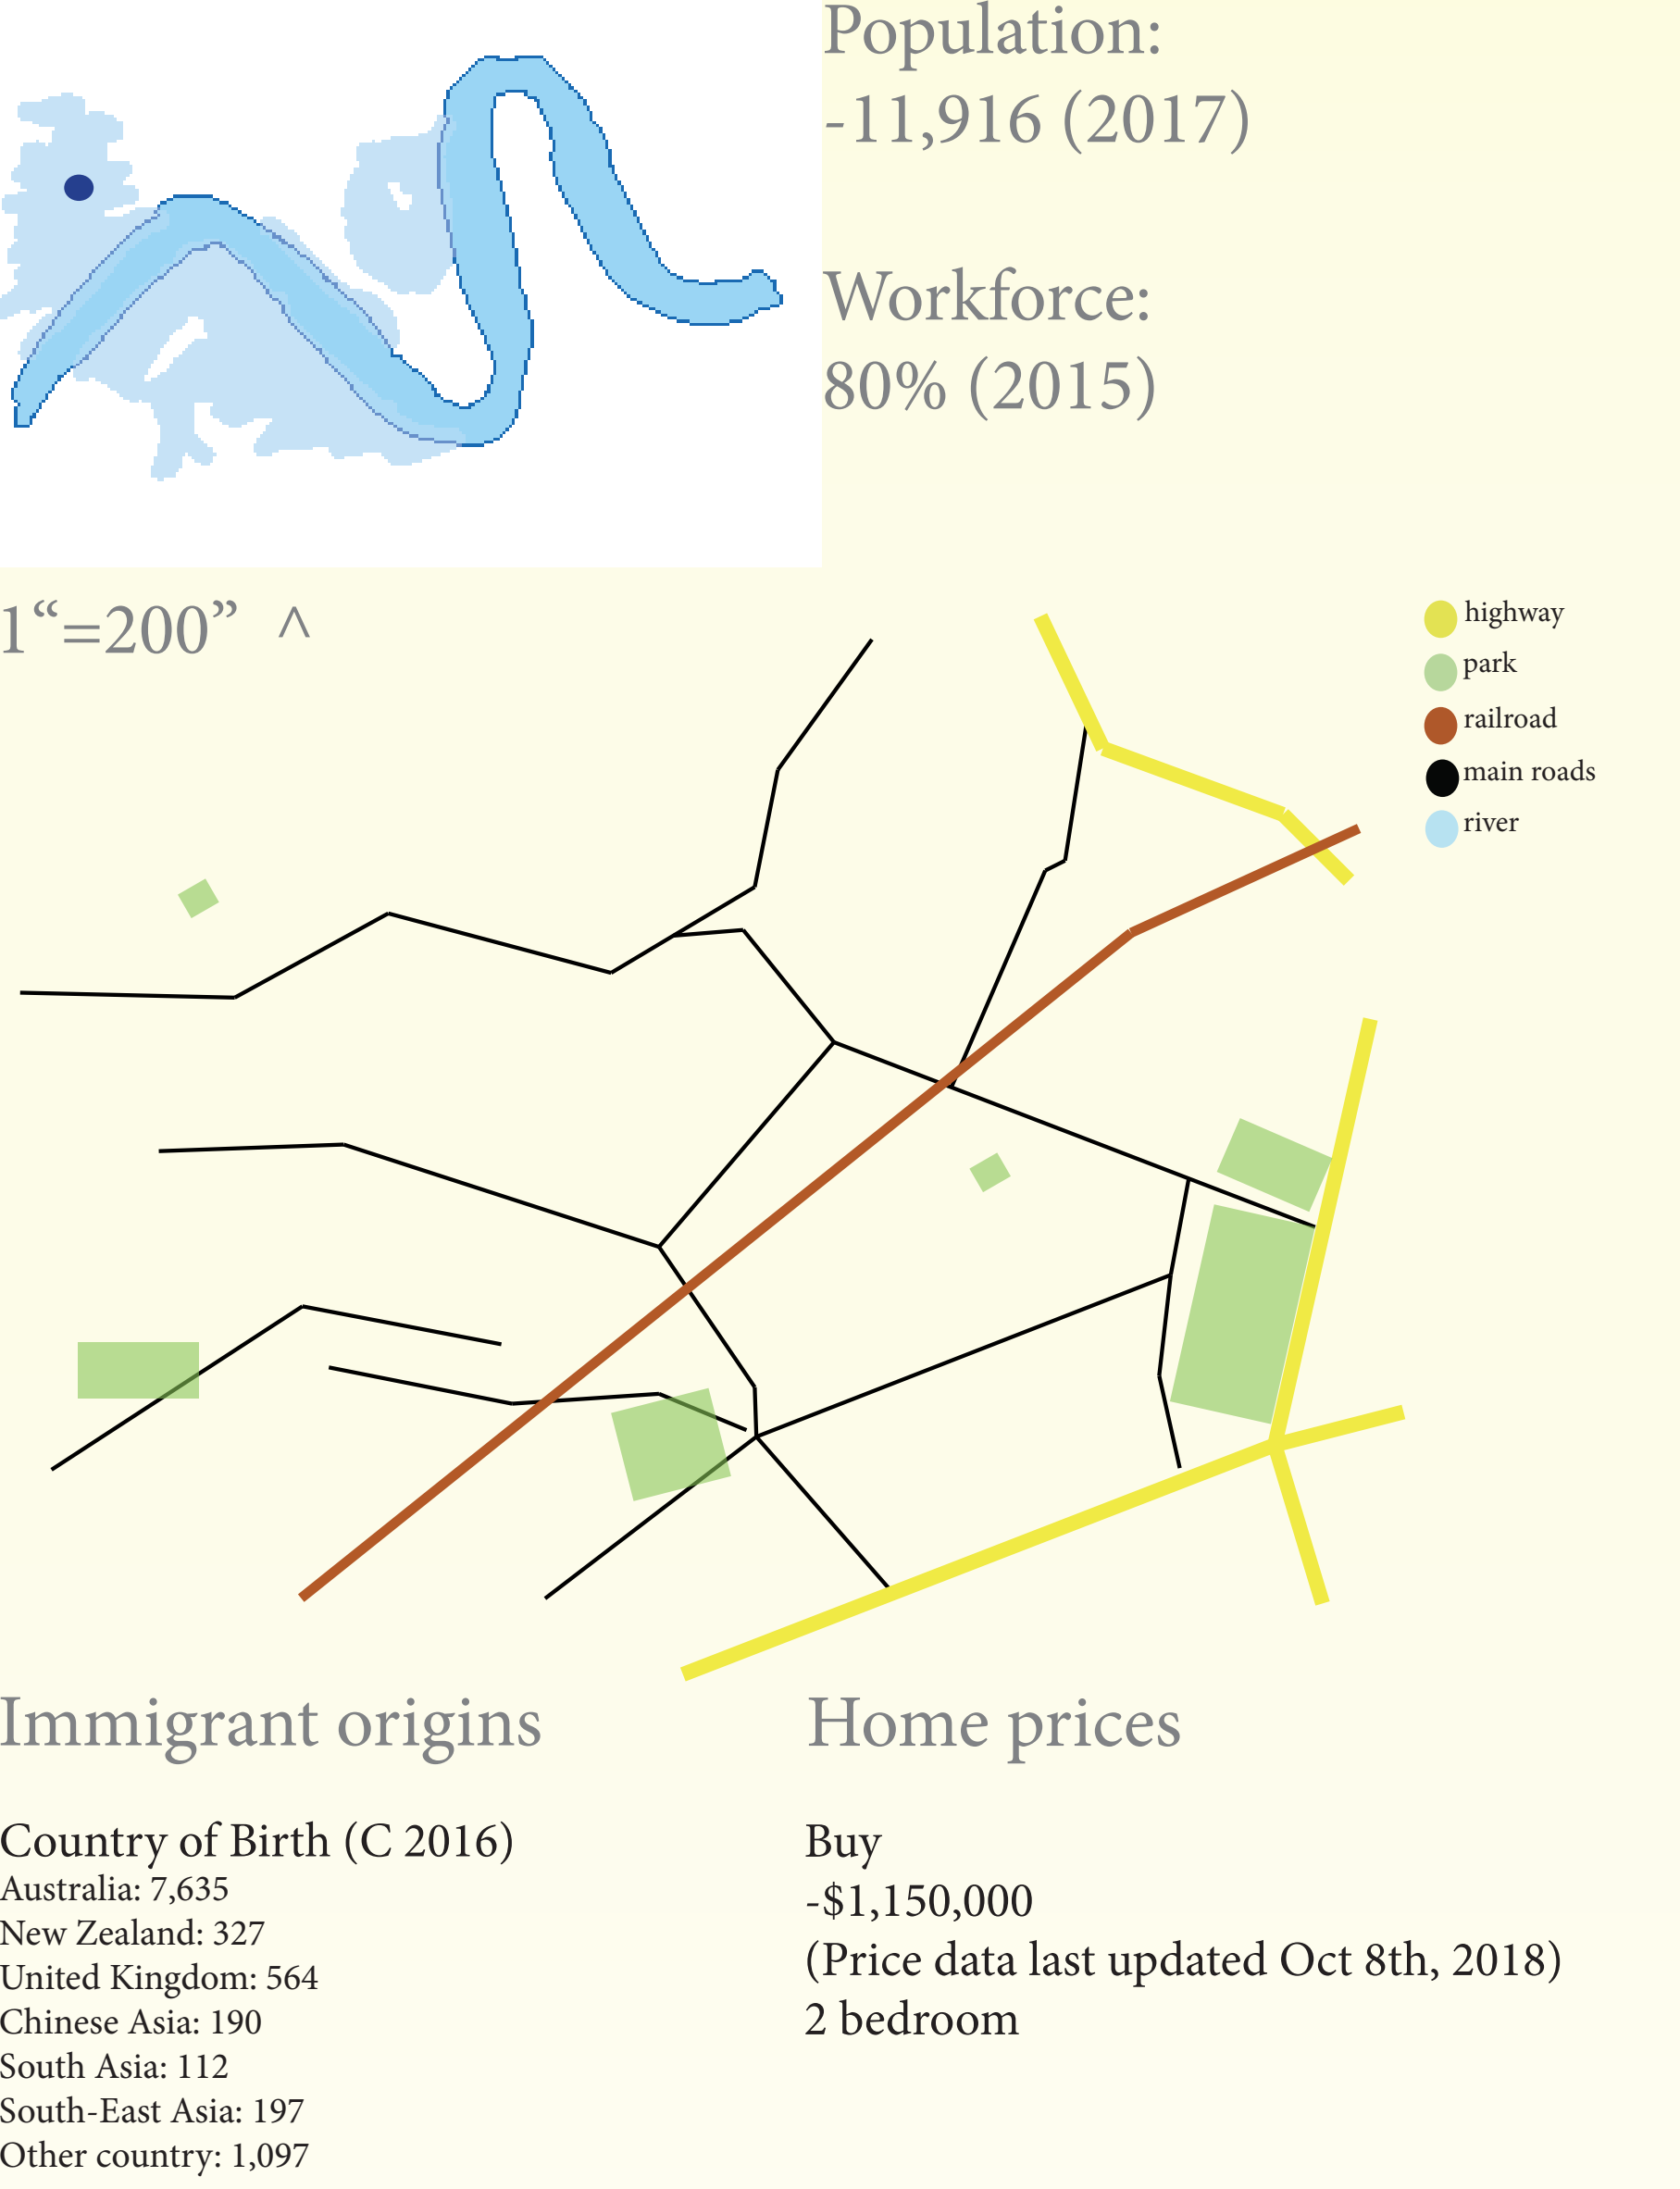 Population:
-11,916 (2017)
Workforce:
80% (2015)
1“=200” ^
highway
park
railroad
main roads
river
Immigrant origins
Country of Birth (C 2016)
Australia: 7,635
New Zealand: 327
United Kingdom: 564
Chinese Asia: 190
South Asia: 112
South-East Asia: 197
Other country: 1,097
Home prices
Buy
-$1,150,000
(Price data last updated Oct 8th, 2018)
2 bedroom